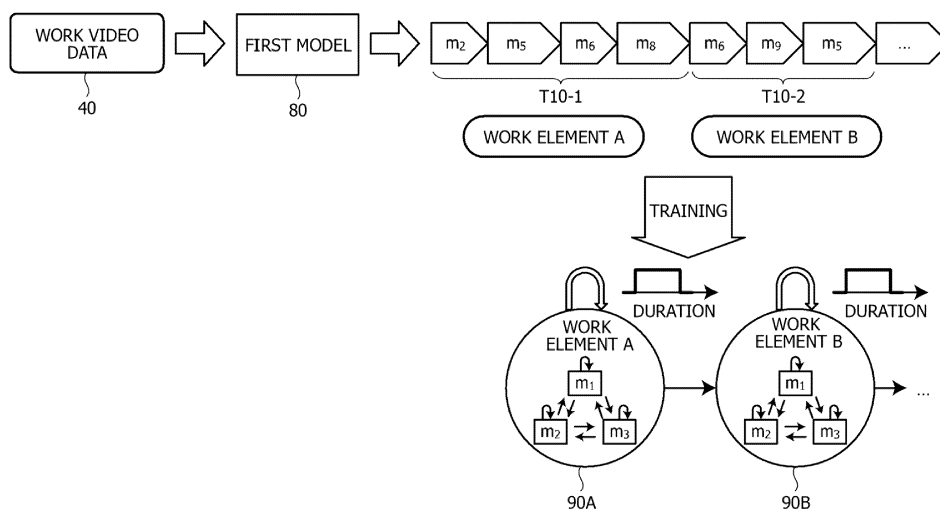 WORK VIDEO
DATA
40
FIRST MODEL
80
m2 m5 m6 m8 m6 m9 m5 ...
T10-1 T10-2
WORK ELEMENT A WORK ELEMENT B
TRAINING
DURATION DURATION
WORK
ELEMENT A
m1
m2 m3
90A
WORK
ELEMENT B
m1
m2 m3
90B
...